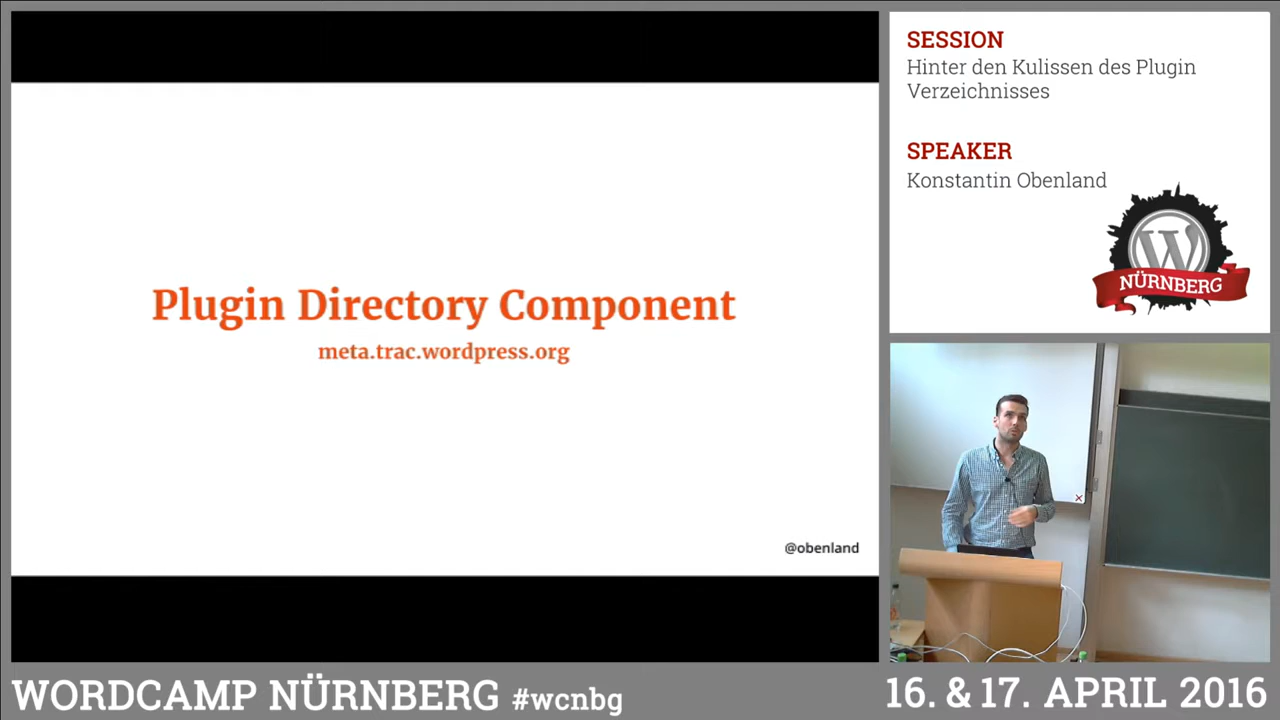 Plugin Directory Component
meta.trac.wordpress.org
@obenland
SESSION
Hinter den Kulissen des Plugin
Verzeichnisses
SPEAKER
Konstantin Obenland
W
NÜRNBERG
WORDCAMP NÜRNBERG #wcnbg
16. & 17. APRIL 2016